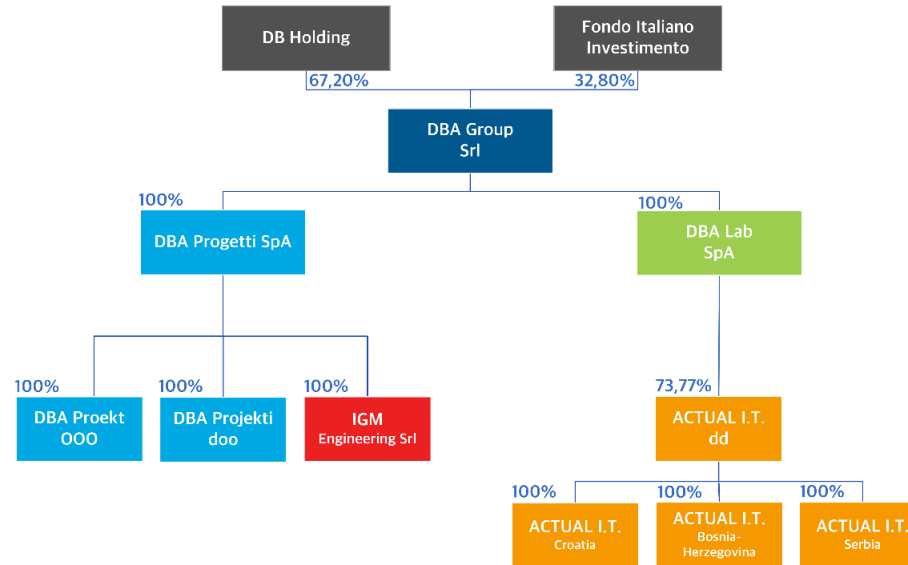 DB Holding
Fondo Italiano
Investimento
67,20%
32,80%
DBA Group
Srl
100%
100%
DBA Progetti SpA
DBA Lab
SpA
100%
100%
100%
73,77%
DBA Proekt
OOO
DBA Projekti
doo
IGM
Engineering Srl
ACTUAL I.T.
dd
100%
100%
100%
ACTUAL I.T.
Croatia
ACTUAL I.T.
Bosnia-
Herzegovina
ACTUAL I.T.
Serbia